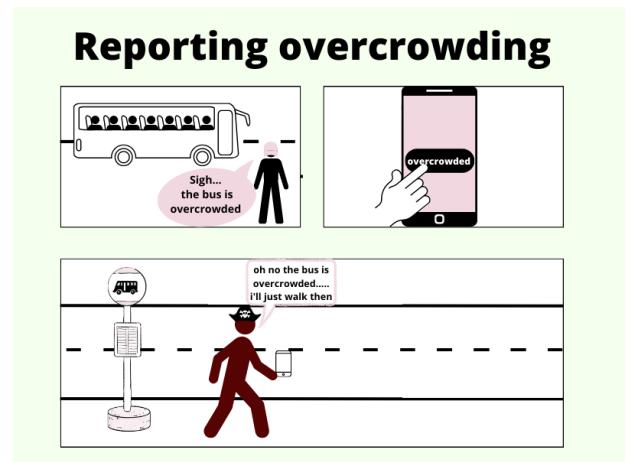 Reporting overcrowding
Sigh...
the bus is
overcrowded
overcrowded
oh no the bus is
overcrowded.....
i'll just walk then